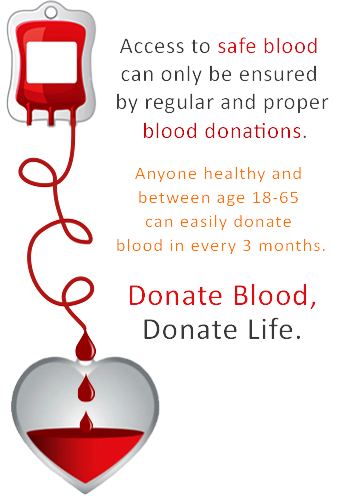 Access to safe blood
can only be ensured
by regular and proper
blood donations.
Anyone healthy and
between age 18-65
can easily donate
blood in every 3 months.
Donate Blood,
Donate Life.